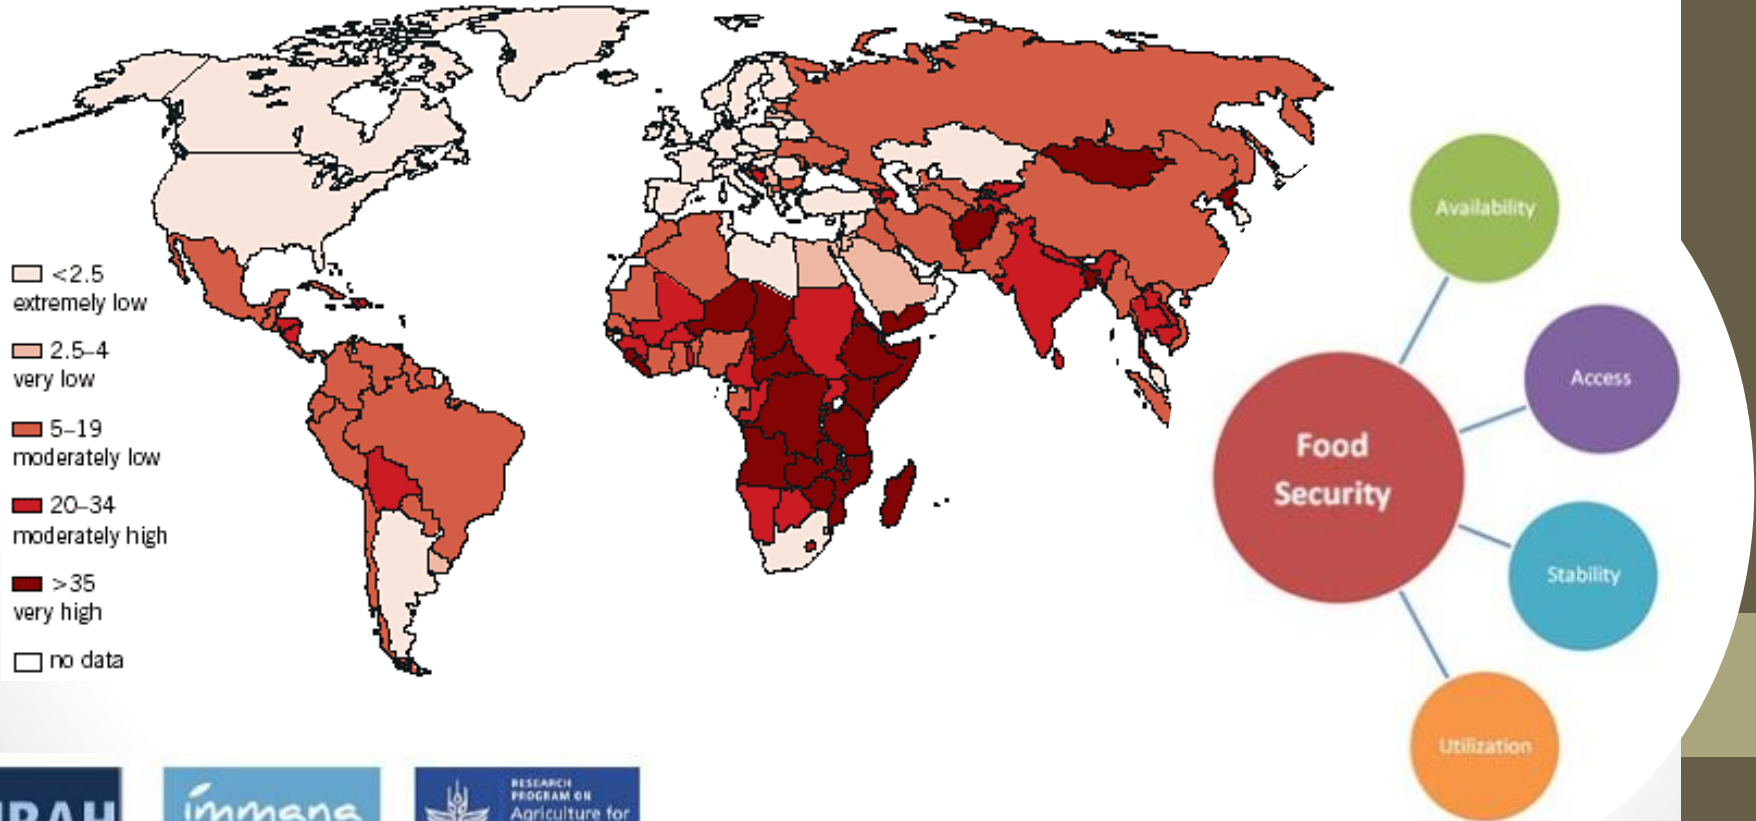 <2.5
extremely low
2.5–4
very low
5–19
moderately low
20–34
moderately high
>35
very high
no data
Availability
Access
Food
Security
Stability
Utilization
immana
RESEARCH
PROGRAM ON
Agriculture for